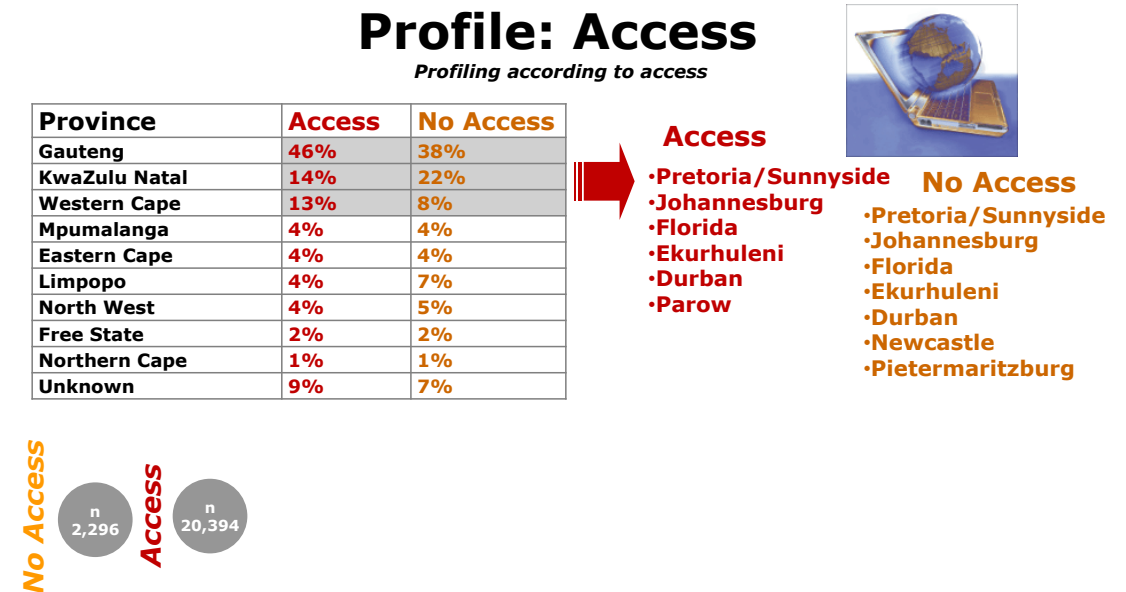 Profile: Access
Profiling according to access
Province Access No Access
Gauteng 46% 38%
KwaZulu Natal 14% 22%
Western Cape 13% 8%
Mpumalanga 4% 4%
Eastern Cape 4% 4%
Limpopo 4% 7%
North West 4% 5%
Free State 2% 2%
Northern Cape 1% 1%
Unknown 9% 7%
Access
•Pretoria/Sunnyside
•Johannesburg
•Florida
•Ekurhuleni
•Durban
•Parow
No Access
•Pretoria/Sunnyside
•Johannesburg
•Florida
•Ekurhuleni
•Durban
•Newcastle
•Pietermaritzburg
No Access
n
2,296
Access
n
20,394